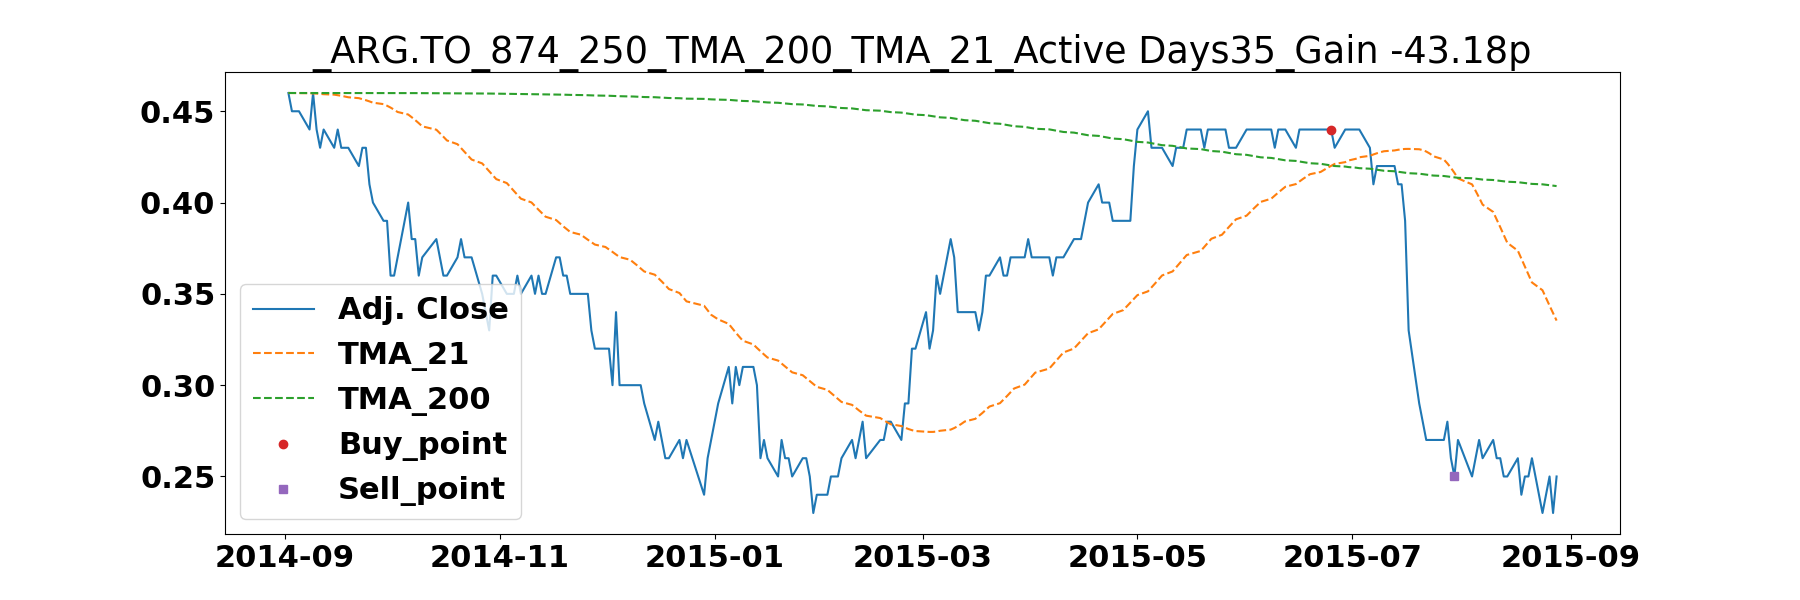 _ARG.TO_874_250_TMA_200_TMA_21_Active Days35_Gain -43.18p
0.45
0.40
0.35
0.30
0.25
Adj. Close
TMA_21
TMA_200
Buy_point
Sell_point
2014-09 2014-11 2015-01 2015-03 2015-05 2015-07 2015-09